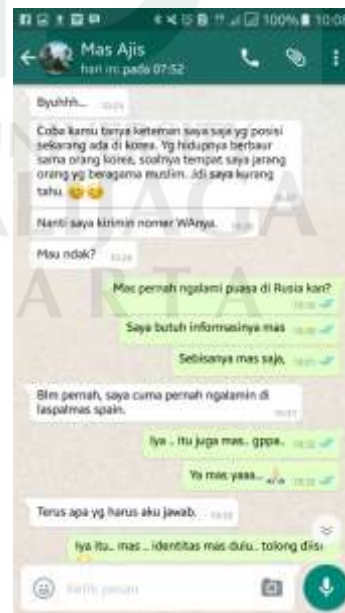 100% 10:08
Mas Ajis
hari ini pada 07:52
Byuhhh...
Coba kamu tanya keteman saya saja yg posisi
sekarang ada di korea. Yg hidupnya berbaur
sama orang korea, soalnya tempat saya jarang
orang yg beragama muslim. Jdi saya kurang
tahu.
Nanti saya kirimin nomer WAnya.
Mau ndak?
Mas pernah ngalami puasa di Rusia kan?
Saya butuh informasinya mas
Sebisanya mas saja,
Blm pernah, saya cuma pernah ngalamin di
laspalmas spain.
Iya .. itu juga mas.. gppa..
Ya mas yaaa..
Terus apa yg harus aku jawab.
Iya itu.. mas .. identitas mas dulu.. tolong diisi
Ketik pesan